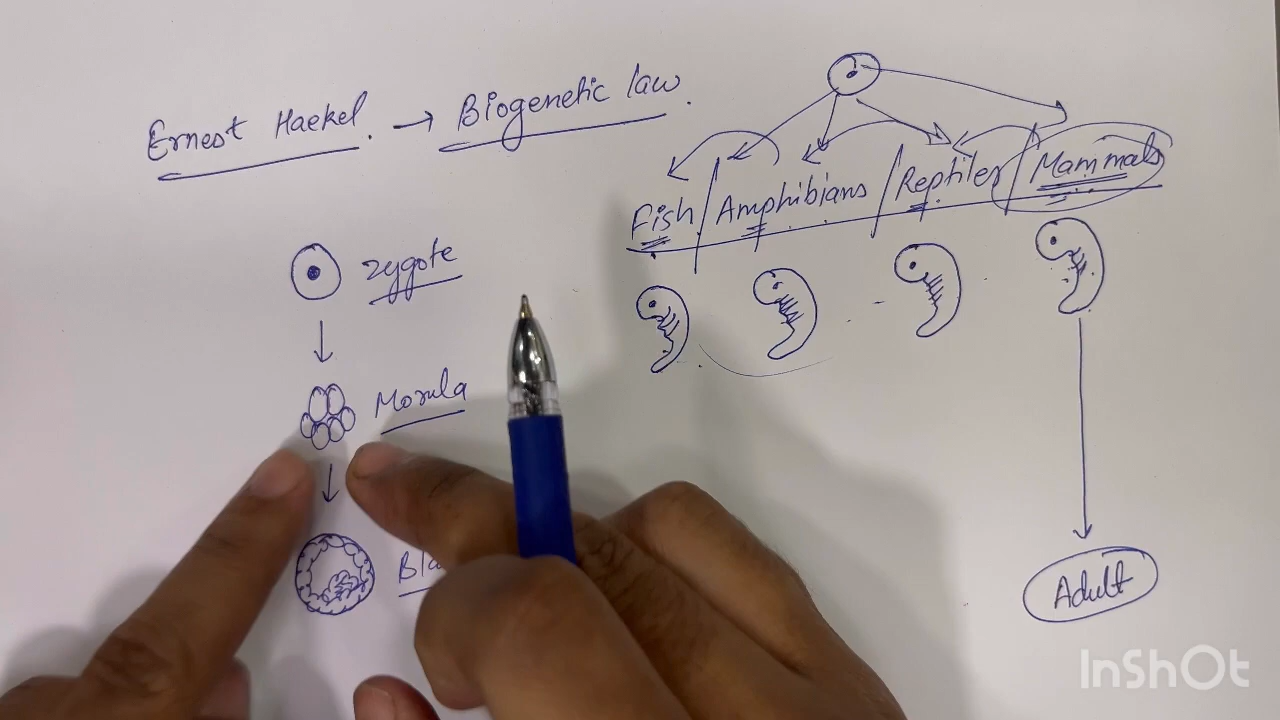 Ernest Haekel. → Biogenetic law.
Fish / Amphibians / Reptiles / Mammals
Zygote
Morula
Adult
InShOt